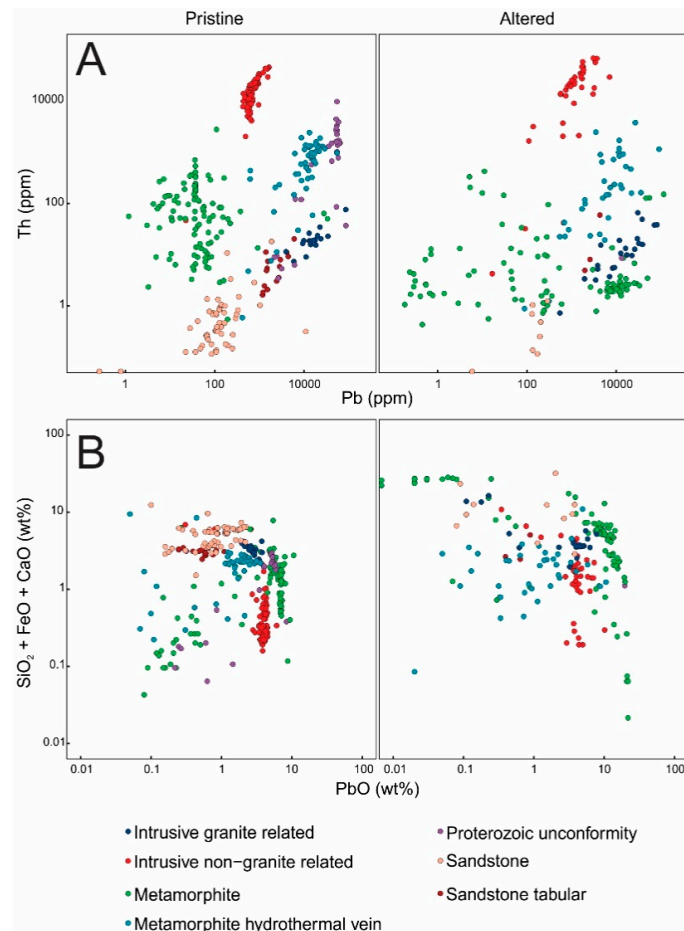 Pristine
Altered
A
10000
100
1
Th (ppm)
1
100
10000
1
100
10000
Pb (ppm)
B
100
10
1
0.1
0.01
SiO₂ + FeO + CaO (wt%)
0.01
0.1
1
10
100
0.01
0.1
1
10
100
PbO (wt%)
Intrusive granite related
Intrusive non-granite related
Metamorphite
Metamorphite hydrothermal vein
Proterozoic unconformity
Sandstone
Sandstone tabular